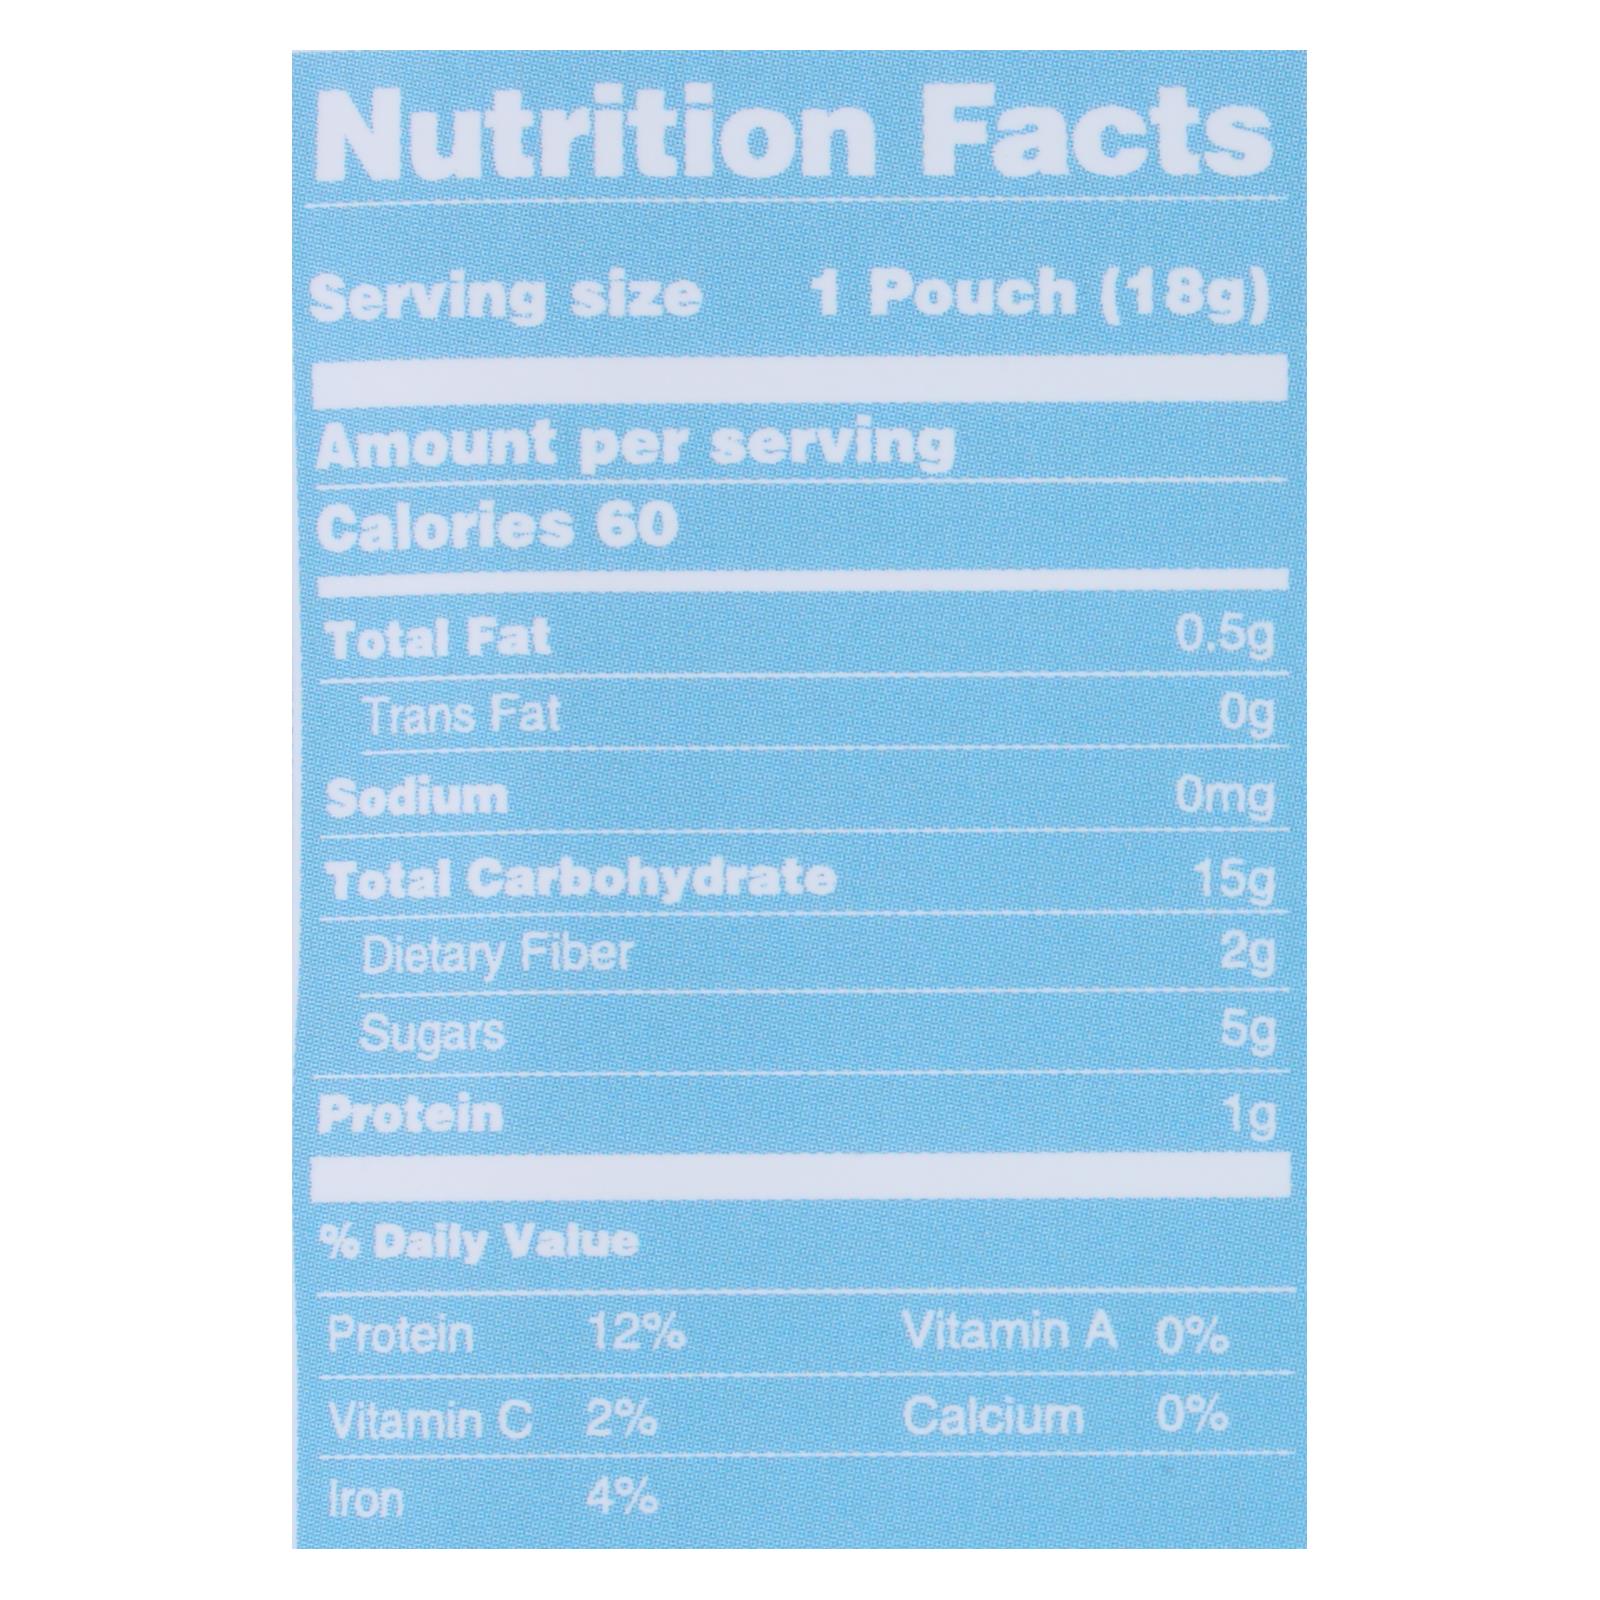 Nutrition Facts
Serving size 1 Pouch (18g)
Amount per serving
Calories 60
Total Fat 0.5g
Trans Fat 0g
Sodium 0mg
Total Carbohydrate 15g
Dietary Fiber 2g
Sugars 5g
Protein 1g
% Daily Value
Protein 12% Vitamin A 0%
Vitamin C 2% Calcium 0%
Iron 4%